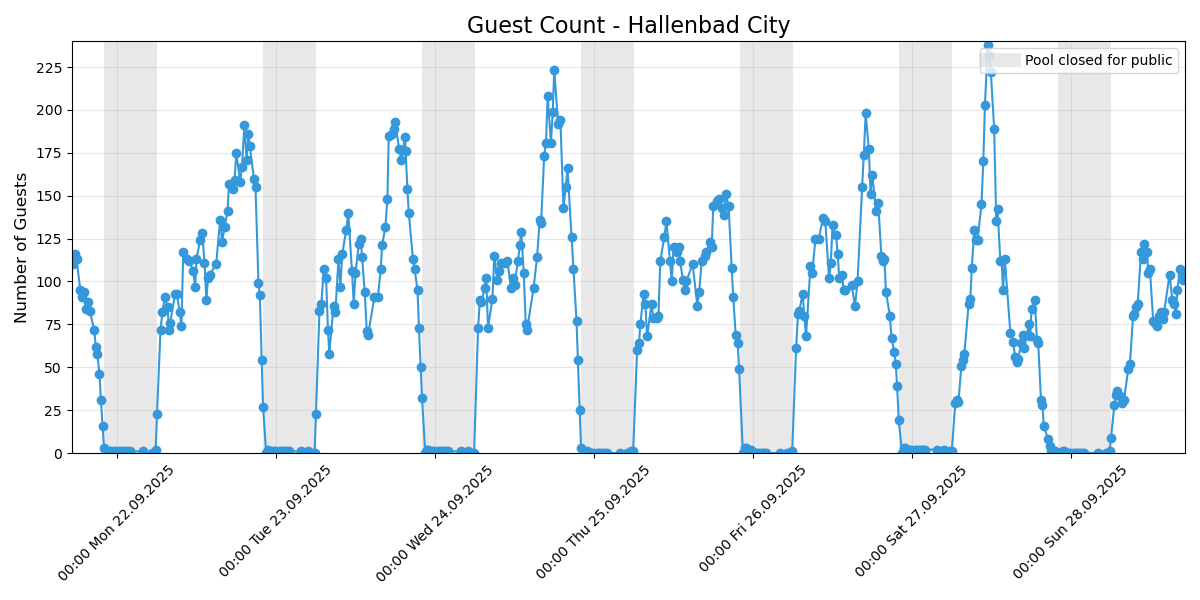 Guest Count - Hallenbad City
Pool closed for public
Number of Guests
225
200
175
150
125
100
75
50
25
0
00:00 Mon 22.09.2025
00:00 Tue 23.09.2025
00:00 Wed 24.09.2025
00:00 Thu 25.09.2025
00:00 Fri 26.09.2025
00:00 Sat 27.09.2025
00:00 Sun 28.09.2025